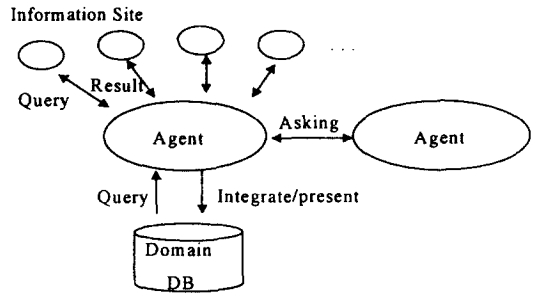 Information Site
. . .
Result
Query
Agent
Asking
Agent
Query
Integrate/present
Domain
DB